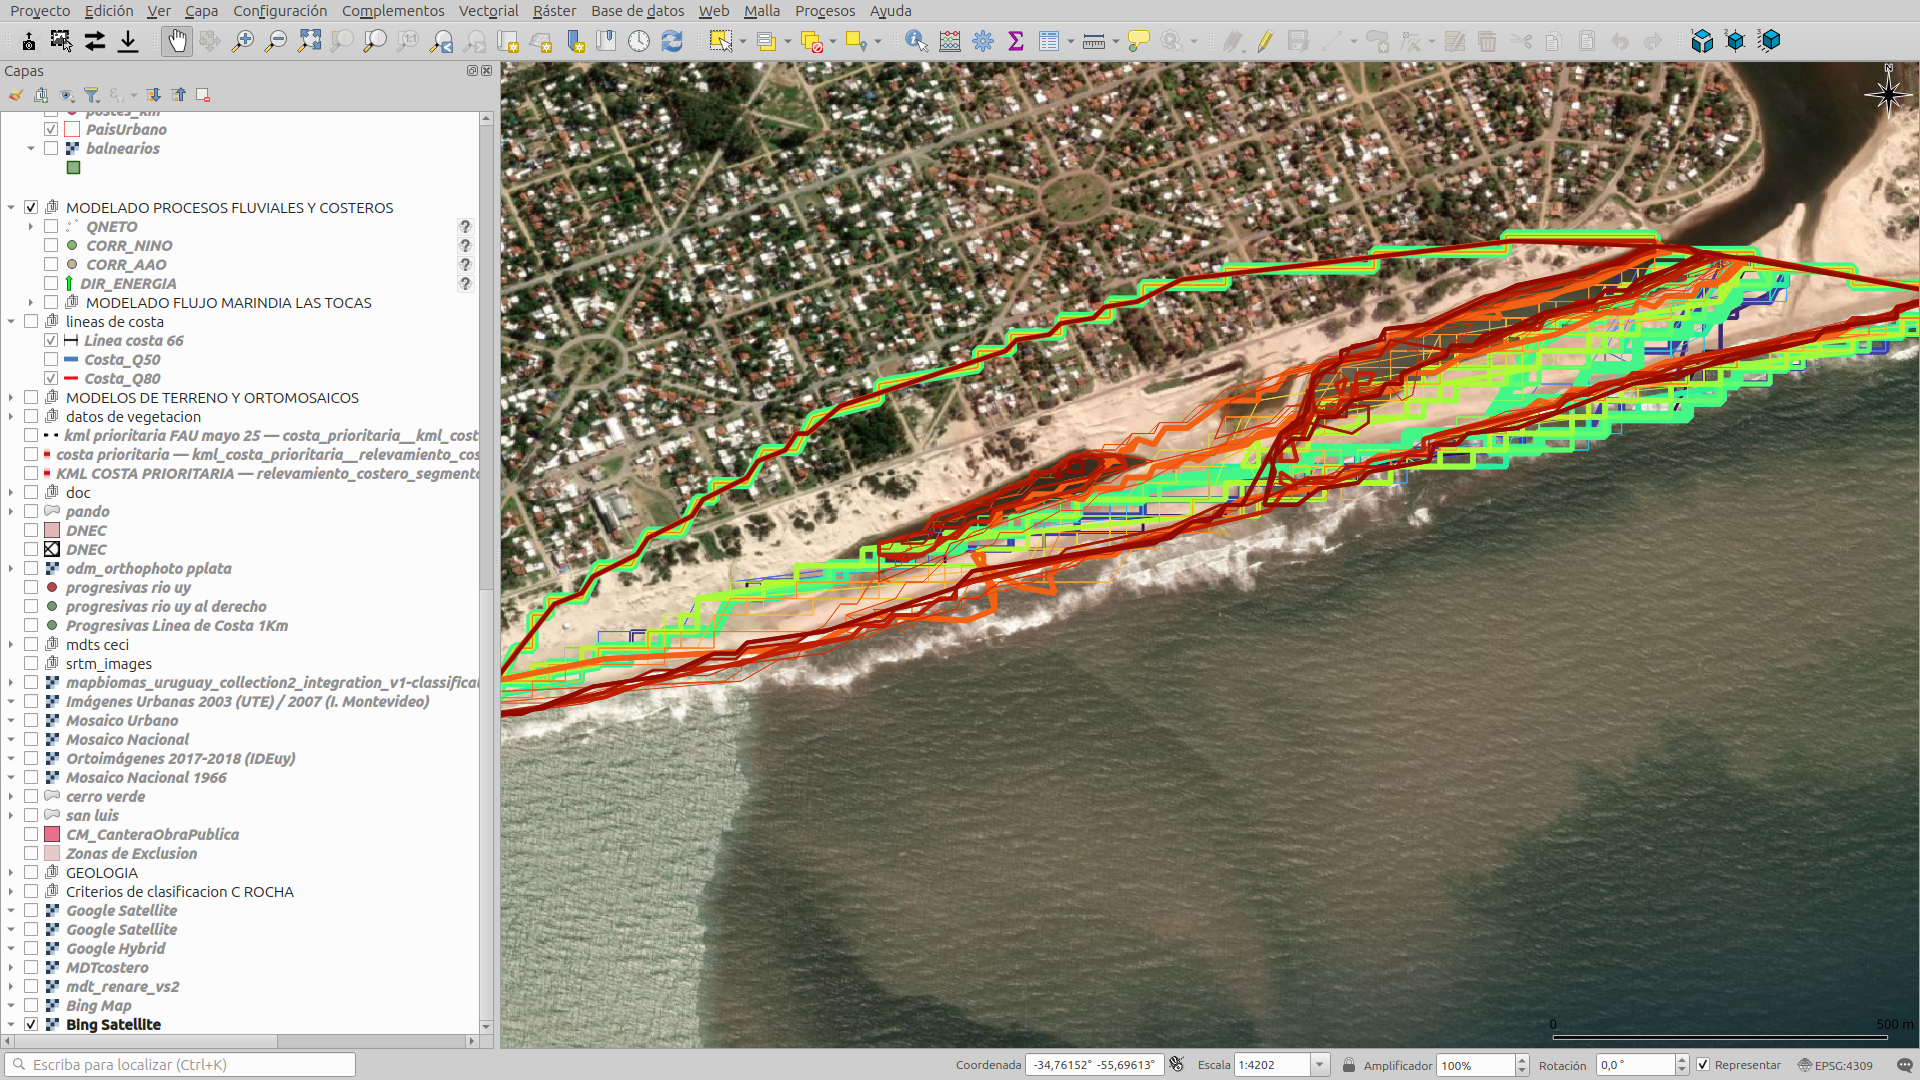 Proyecto Edición Ver Capa Configuración Complementos Vectorial Ráster Base de datos Web Malla Procesos Ayuda
Capas
postes_km
PaisUrbano
balnearios
MODELADO PROCESOS FLUVIALES Y COSTEROS
QNETO
CORR_NINO
CORR_AAO
DIR_ENERGIA
MODELADO FLUJO MARINDIA LAS TOCAS
lineas de costa
Linea costa 66
Costa_Q50
Costa_Q80
MODELOS DE TERRENO Y ORTOMOSAICOS
datos de vegetacion
kml prioritaria FAU mayo 25 — costa_prioritaria__kml_cost
costa prioritaria — kml_costa_prioritaria__relevamiento_cos
KML COSTA PRIORITARIA — relevamiento_costero_segmenta
doc
pando
DNEC
DNEC
odm_orthophoto pplata
progresivas rio uy
progresivas rio uy al derecho
Progresivas Linea de Costa 1Km
mdts ceci
srtm_images
mapbiomas_uruguay_collection2_integration_v1-classifical
Imágenes Urbanas 2003 (UTE) / 2007 (I. Montevideo)
Mosaico Urbano
Mosaico Nacional
Ortoimágenes 2017-2018 (IDEuy)
Mosaico Nacional 1966
cerro verde
san luis
CM_CanteraObraPublica
Zonas de Exclusion
GEOLOGIA
Criterios de clasificacion C ROCHA
Google Satellite
Google Satellite
Google Hybrid
MDTcostero
mdt_renare_vs2
Bing Map
Bing Satellite
N
0 500 m
Escriba para localizar (Ctrl+K)
Coordenada -34,76152° -55,69613° Escala 1:4202 Amplificador 100% Rotación 0,0 ° Representar EPSG:4309